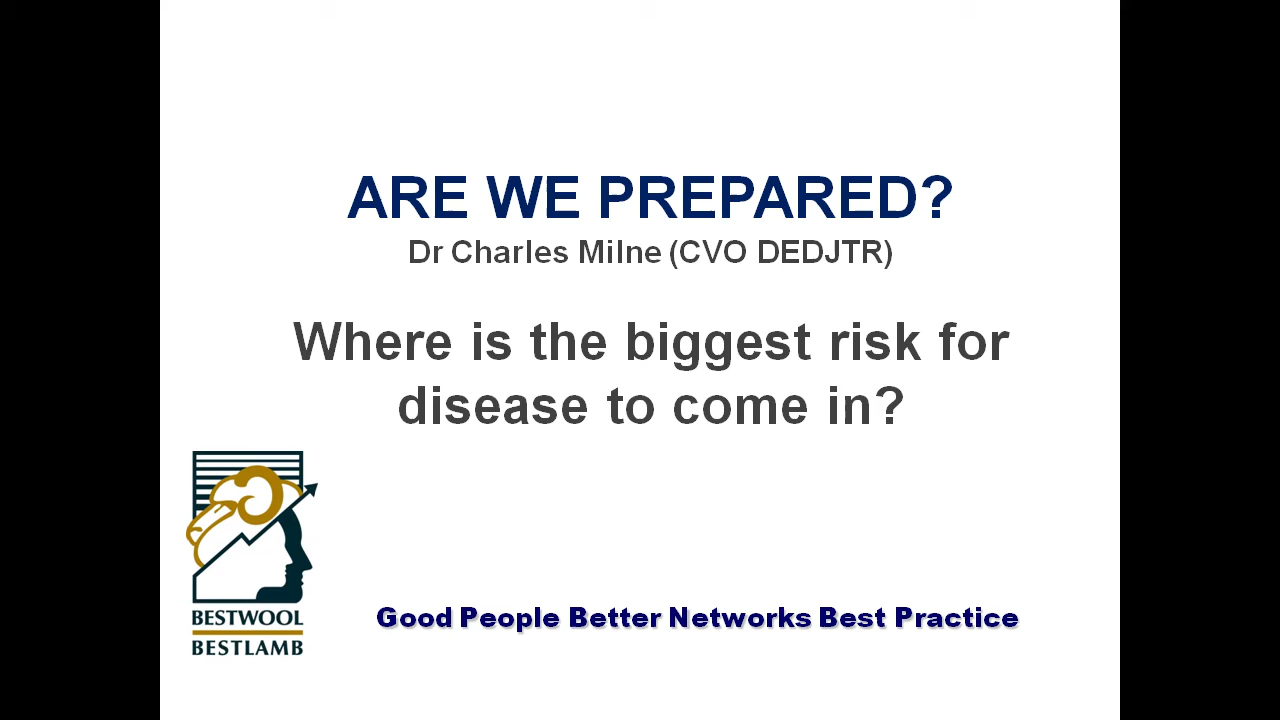 ARE WE PREPARED?
Dr Charles Milne (CVO DEDJTR)
Where is the biggest risk for
disease to come in?
BESTWOOL
BESTLAMB
Good People Better Networks Best Practice